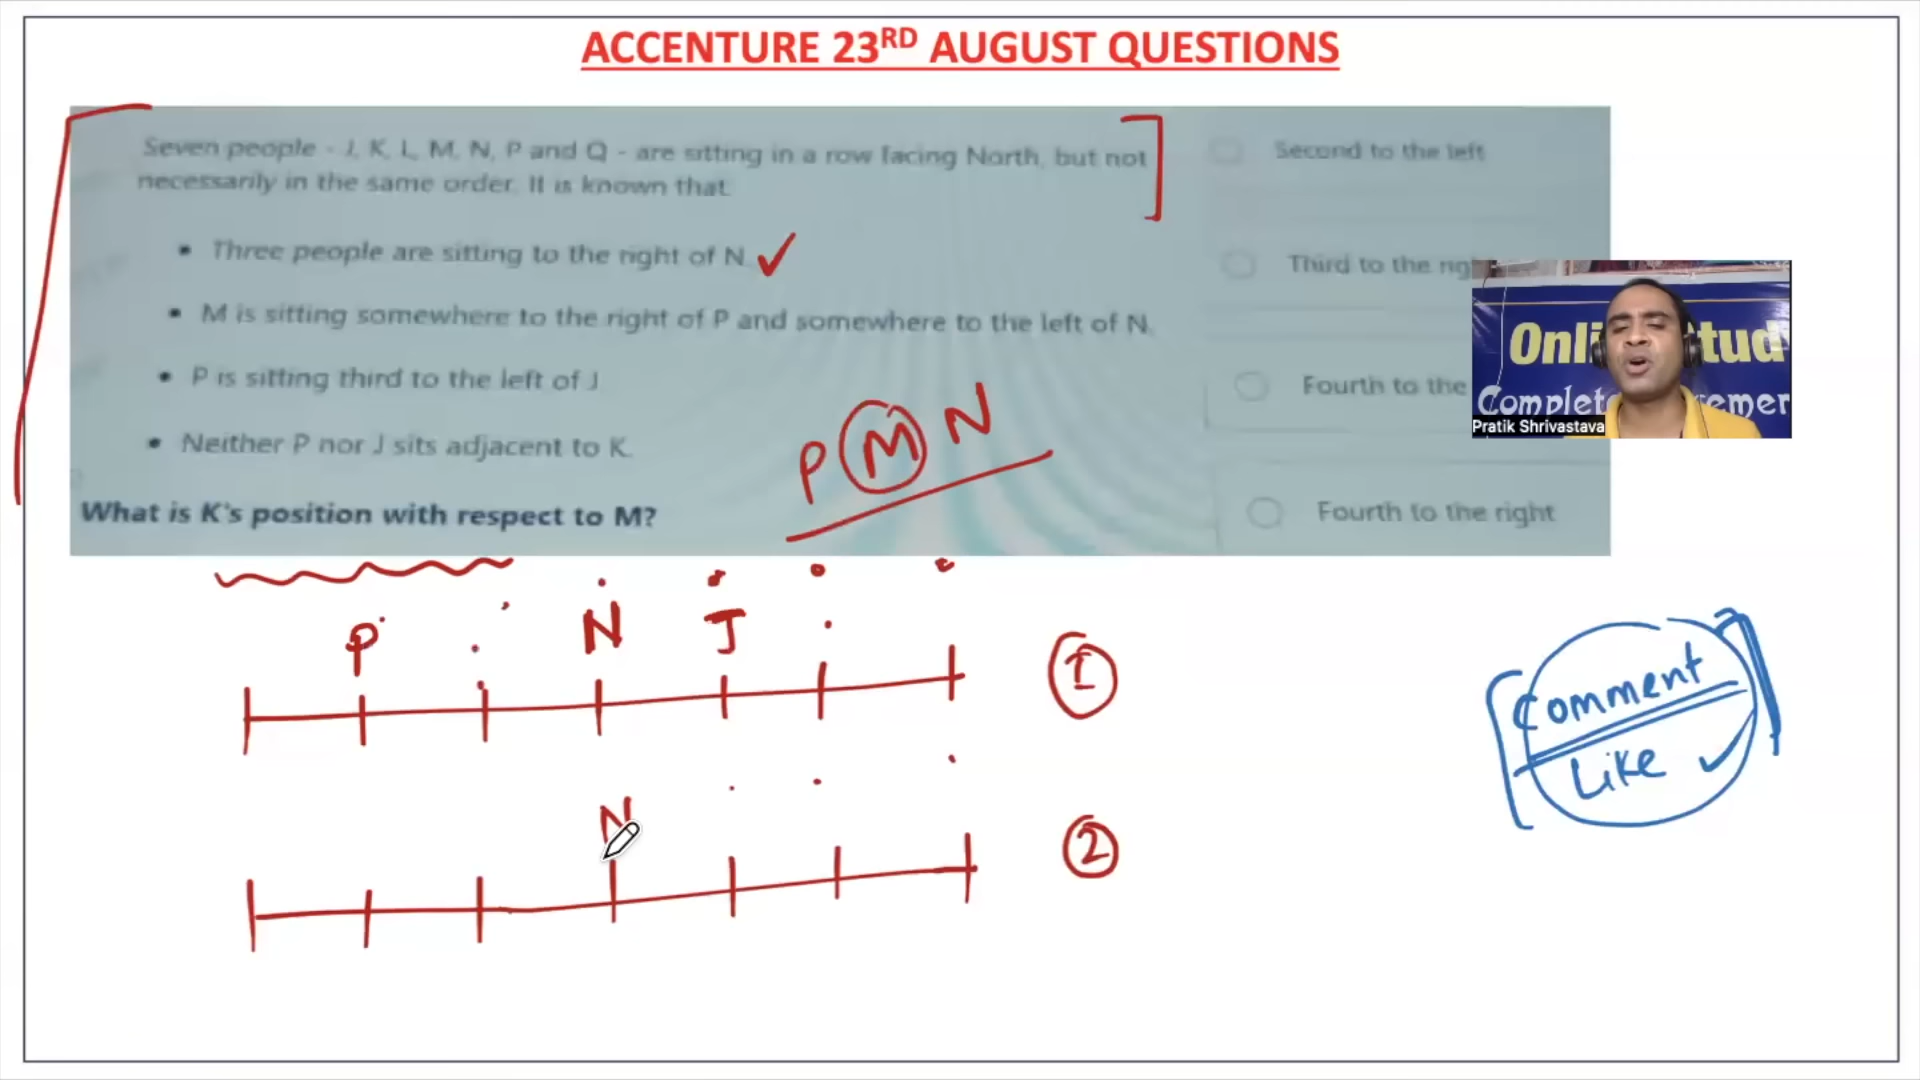 ACCENTURE 23RD AUGUST QUESTIONS
Seven people - J, K, L, M, N, P and Q - are sitting in a row facing North, but not
necessarily in the same order. It is known that:
Three people are sitting to the right of N.
M is sitting somewhere to the right of P and somewhere to the left of N.
P is sitting third to the left of J
Neither P nor J sits adjacent to K.
What is K's position with respect to M?
Second to the left
Third to the
Fourth to the
Fourth to the right
P M N
P N J
1
N
2
Comment
Like
Complete
Pratik Shrivastava